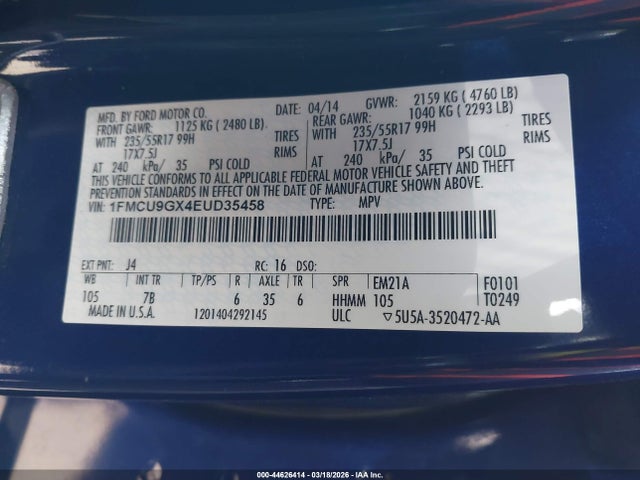 MFD. BY FORD MOTOR CO.
DATE: 04/14 GVWR: 2159 KG ( 4760 LB)
FRONT GAWR: 1125 KG ( 2480 LB) REAR GAWR: 1040 KG ( 2293 LB)
WITH 235/55R17 99H TIRES WITH 235/55R17 99H TIRES
17X7.5J RIMS 17X7.5J RIMS
AT 240 kPa/ 35 PSI COLD AT 240 kPa/ 35 PSI COLD
THIS VEHICLE CONFORMS TO ALL APPLICABLE FEDERAL MOTOR VEHICLE SAFETY AND THEFT
PREVENTION STANDARDS IN EFFECT ON THE DATE OF MANUFACTURE SHOWN ABOVE.
VIN: 1FMCU9GX4EUD35458 TYPE: MPV
EXT PNT: J4 RC: 16 DSO:
WB INT TR TP/PS R AXLE TR SPR EM21A F0101
105 7B 6 35 6 HHMM 105 T0249
MADE IN U.S.A. 1201404292145 ULC ▽5U5A-3520472-AA
000-44626414 | 03/18/2026 - IAA Inc.